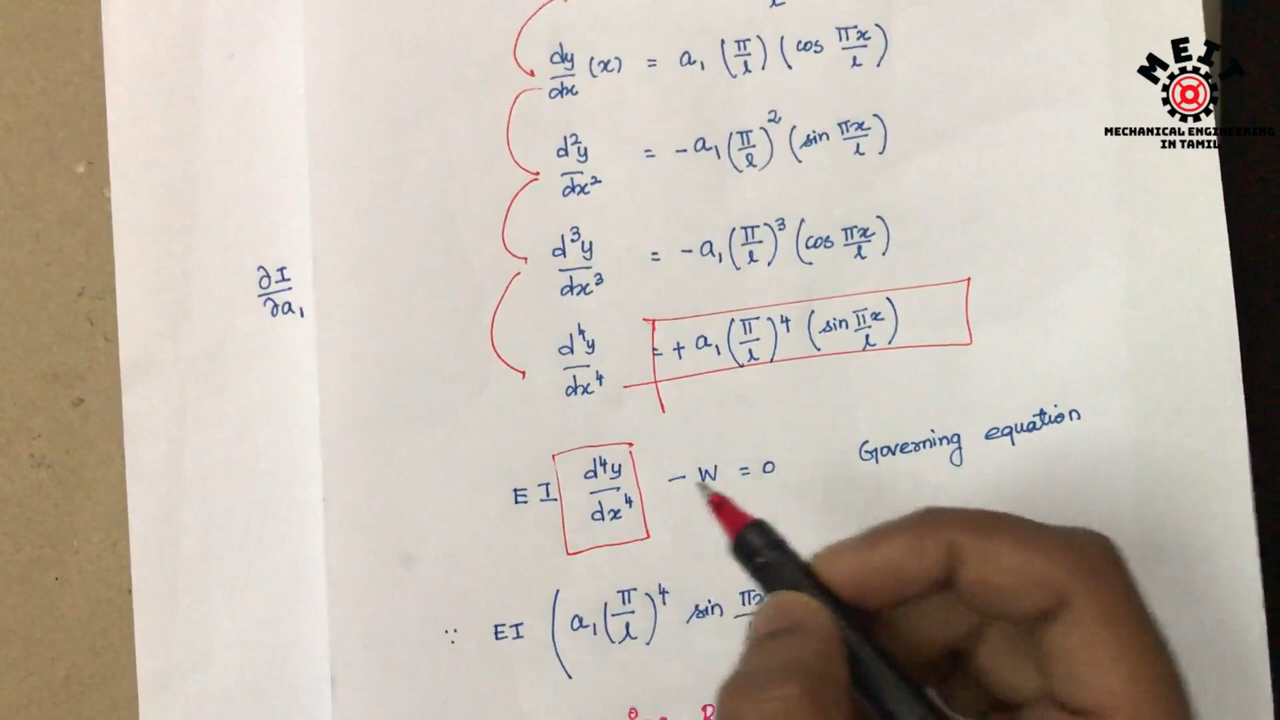 dy/dx (x) = a₁ (π/l) (cos πx/l)
d²y/dx² = -a₁ (π/l)² (sin πx/l)
d³y/dx³ = -a₁ (π/l)³ (cos πx/l)
∂I/∂a₁
d⁴y/dx⁴ = + a₁ (π/l)⁴ (sin πx/l)
Governing equation
EI d⁴y/dx⁴ - W = 0
∵ EI (a₁ (π/l)⁴ sin
MEIT
MECHANICAL ENGINEERING
IN TAMIL